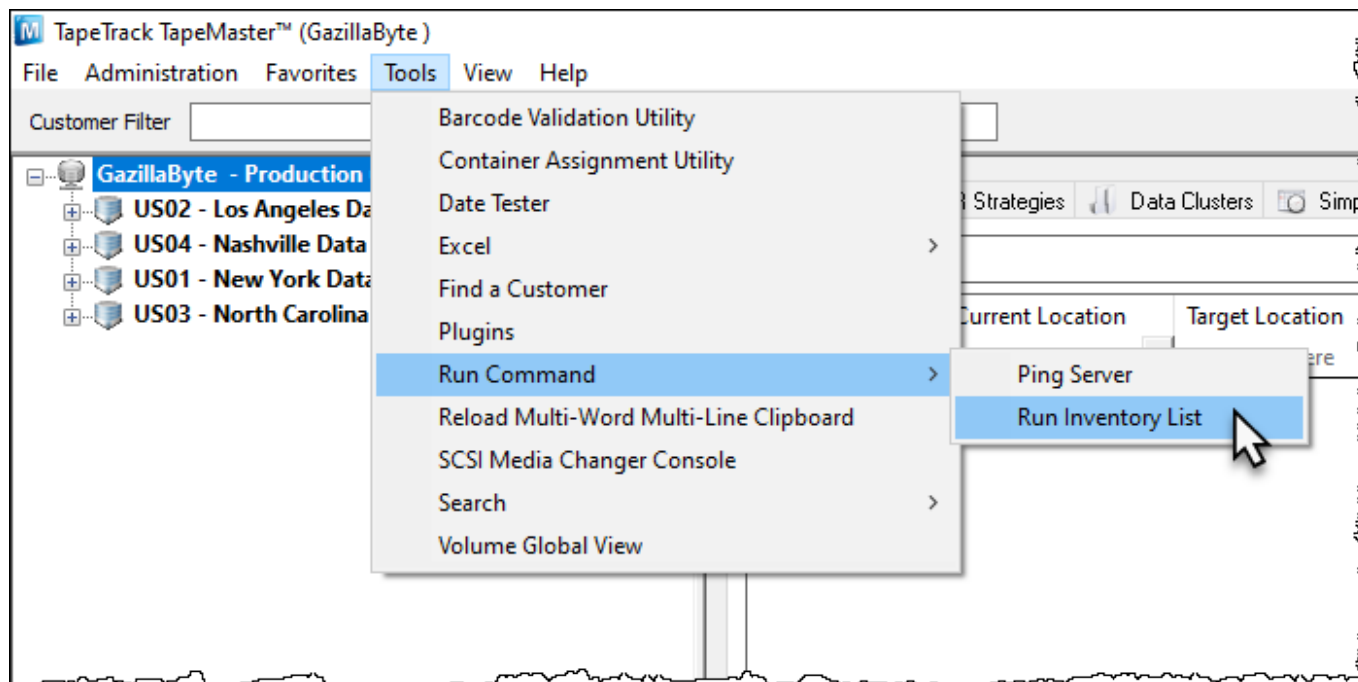 TapeTrack TapeMaster™ (GazillaByte )
File Administration Favorites Tools View Help
Customer Filter
GazillaByte - Production
US02 - Los Angeles Da
US04 - Nashville Data
US01 - New York Data
US03 - North Carolina
Barcode Validation Utility
Container Assignment Utility
Date Tester
Excel
Find a Customer
Plugins
Run Command
Reload Multi-Word Multi-Line Clipboard
SCSI Media Changer Console
Search
Volume Global View
Ping Server
Run Inventory List
Strategies Data Clusters Simp
Current Location Target Location
ere